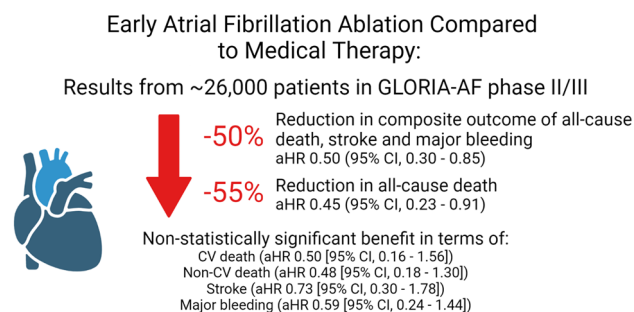 Early Atrial Fibrillation Ablation Compared
to Medical Therapy:
Results from ~26,000 patients in GLORIA-AF phase II/III
-50%
Reduction in composite outcome of all-cause
death, stroke and major bleeding
aHR 0.50 (95% CI, 0.30 - 0.85)
-55%
Reduction in all-cause death
aHR 0.45 (95% CI, 0.23 - 0.91)
Non-statistically significant benefit in terms of:
CV death (aHR 0.50 [95% CI, 0.16 - 1.56])
Non-CV death (aHR 0.48 [95% CI, 0.18 - 1.30])
Stroke (aHR 0.73 [95% CI, 0.30 - 1.78])
Major bleeding (aHR 0.59 [95% CI, 0.24 - 1.44])